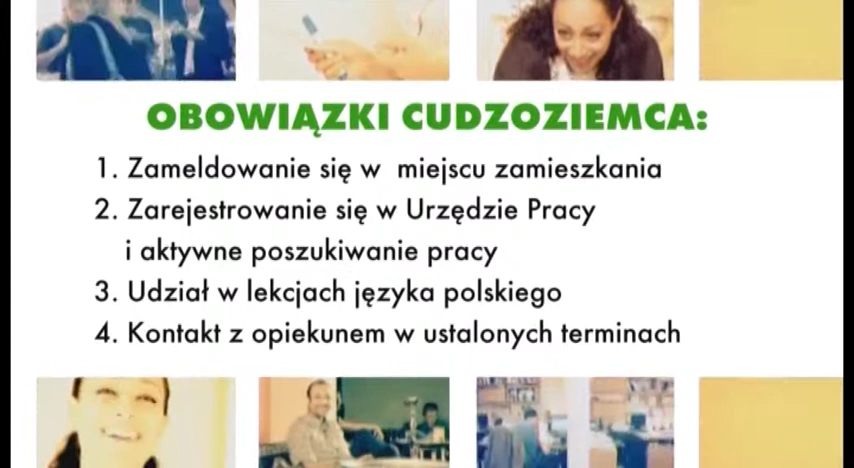 OBOWIĄZKI CUDZOZIEMCA:
1. Zameldowanie się w miejscu zamieszkania
2. Zarejestrowanie się w Urzędzie Pracy
i aktywne poszukiwanie pracy
3. Udział w lekcjach języka polskiego
4. Kontakt z opiekunem w ustalonych terminach